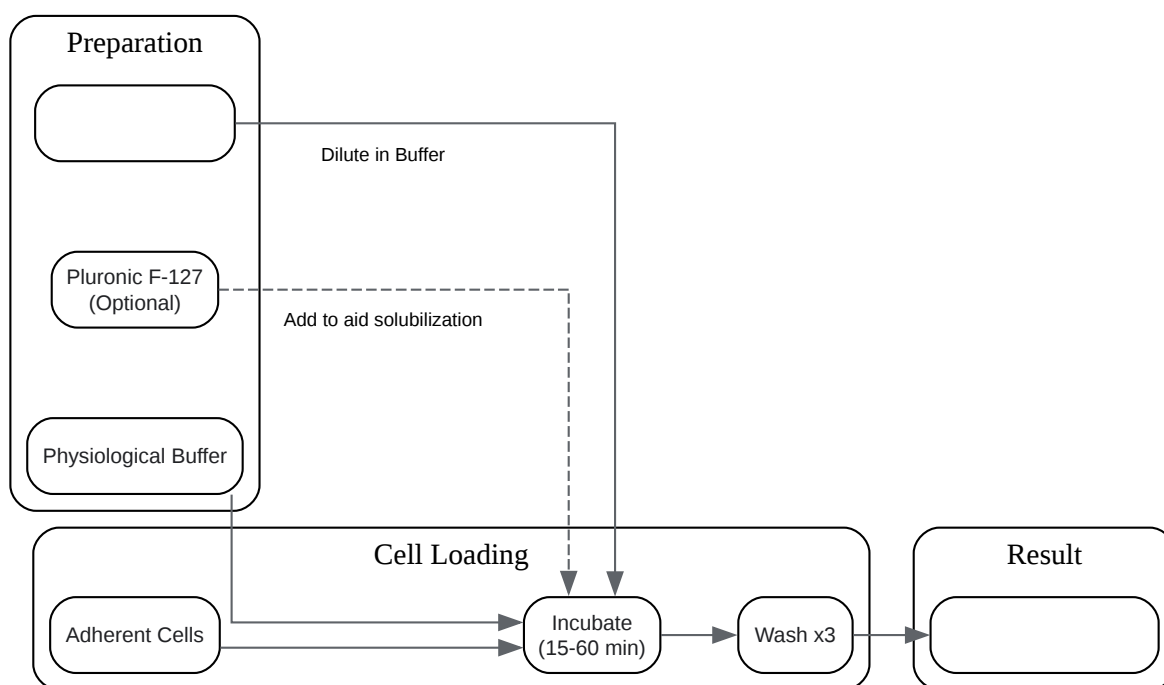 Preparation
Dilute in Buffer
Pluronic F-127
(Optional)
Add to aid solubilization
Physiological Buffer
Cell Loading
Result
Adherent Cells
Incubate
(15-60 min)
Wash x3